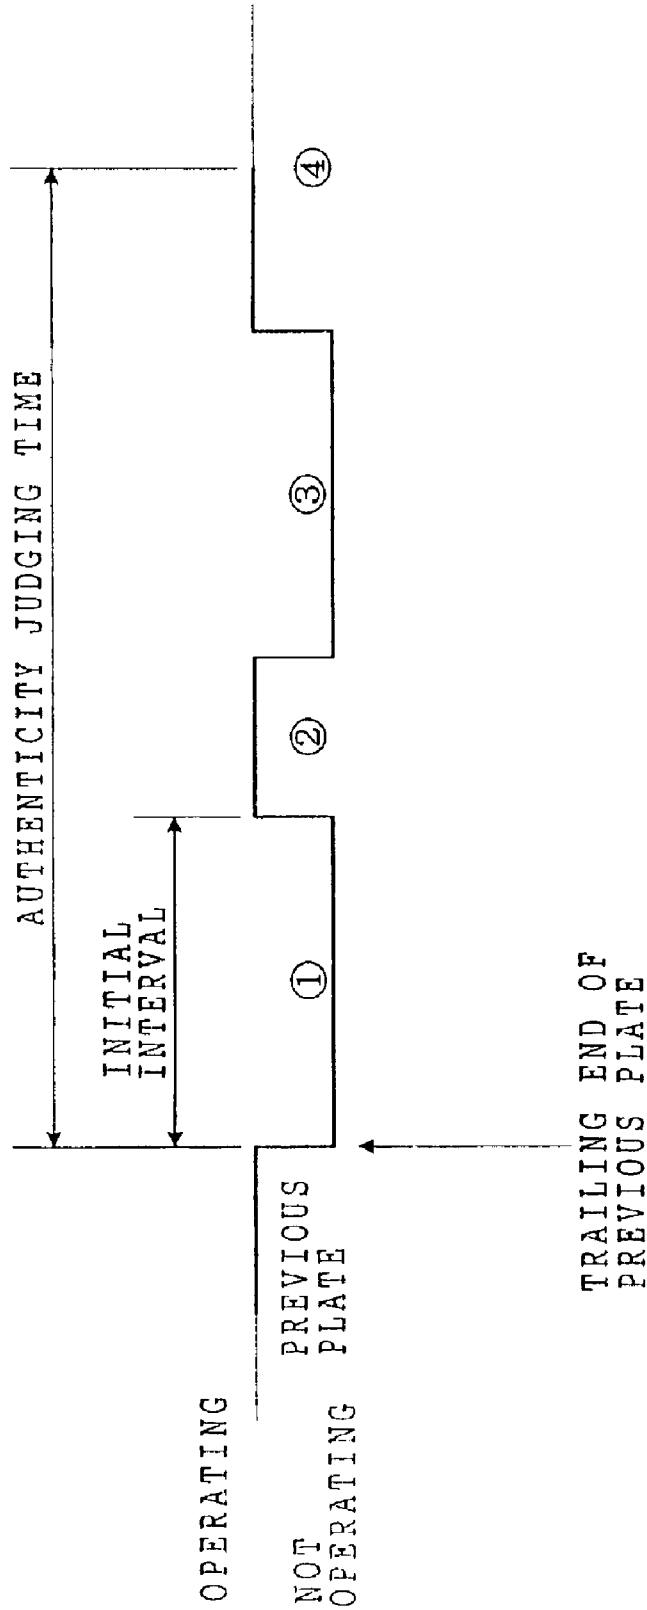 AUTHENTICITY JUDGING TIME
INITIAL
INTERVAL
OPERATING
PREVIOUS
PLATE
①
②
③
④
NOT
OPERATING
TRAILING END OF
PREVIOUS PLATE